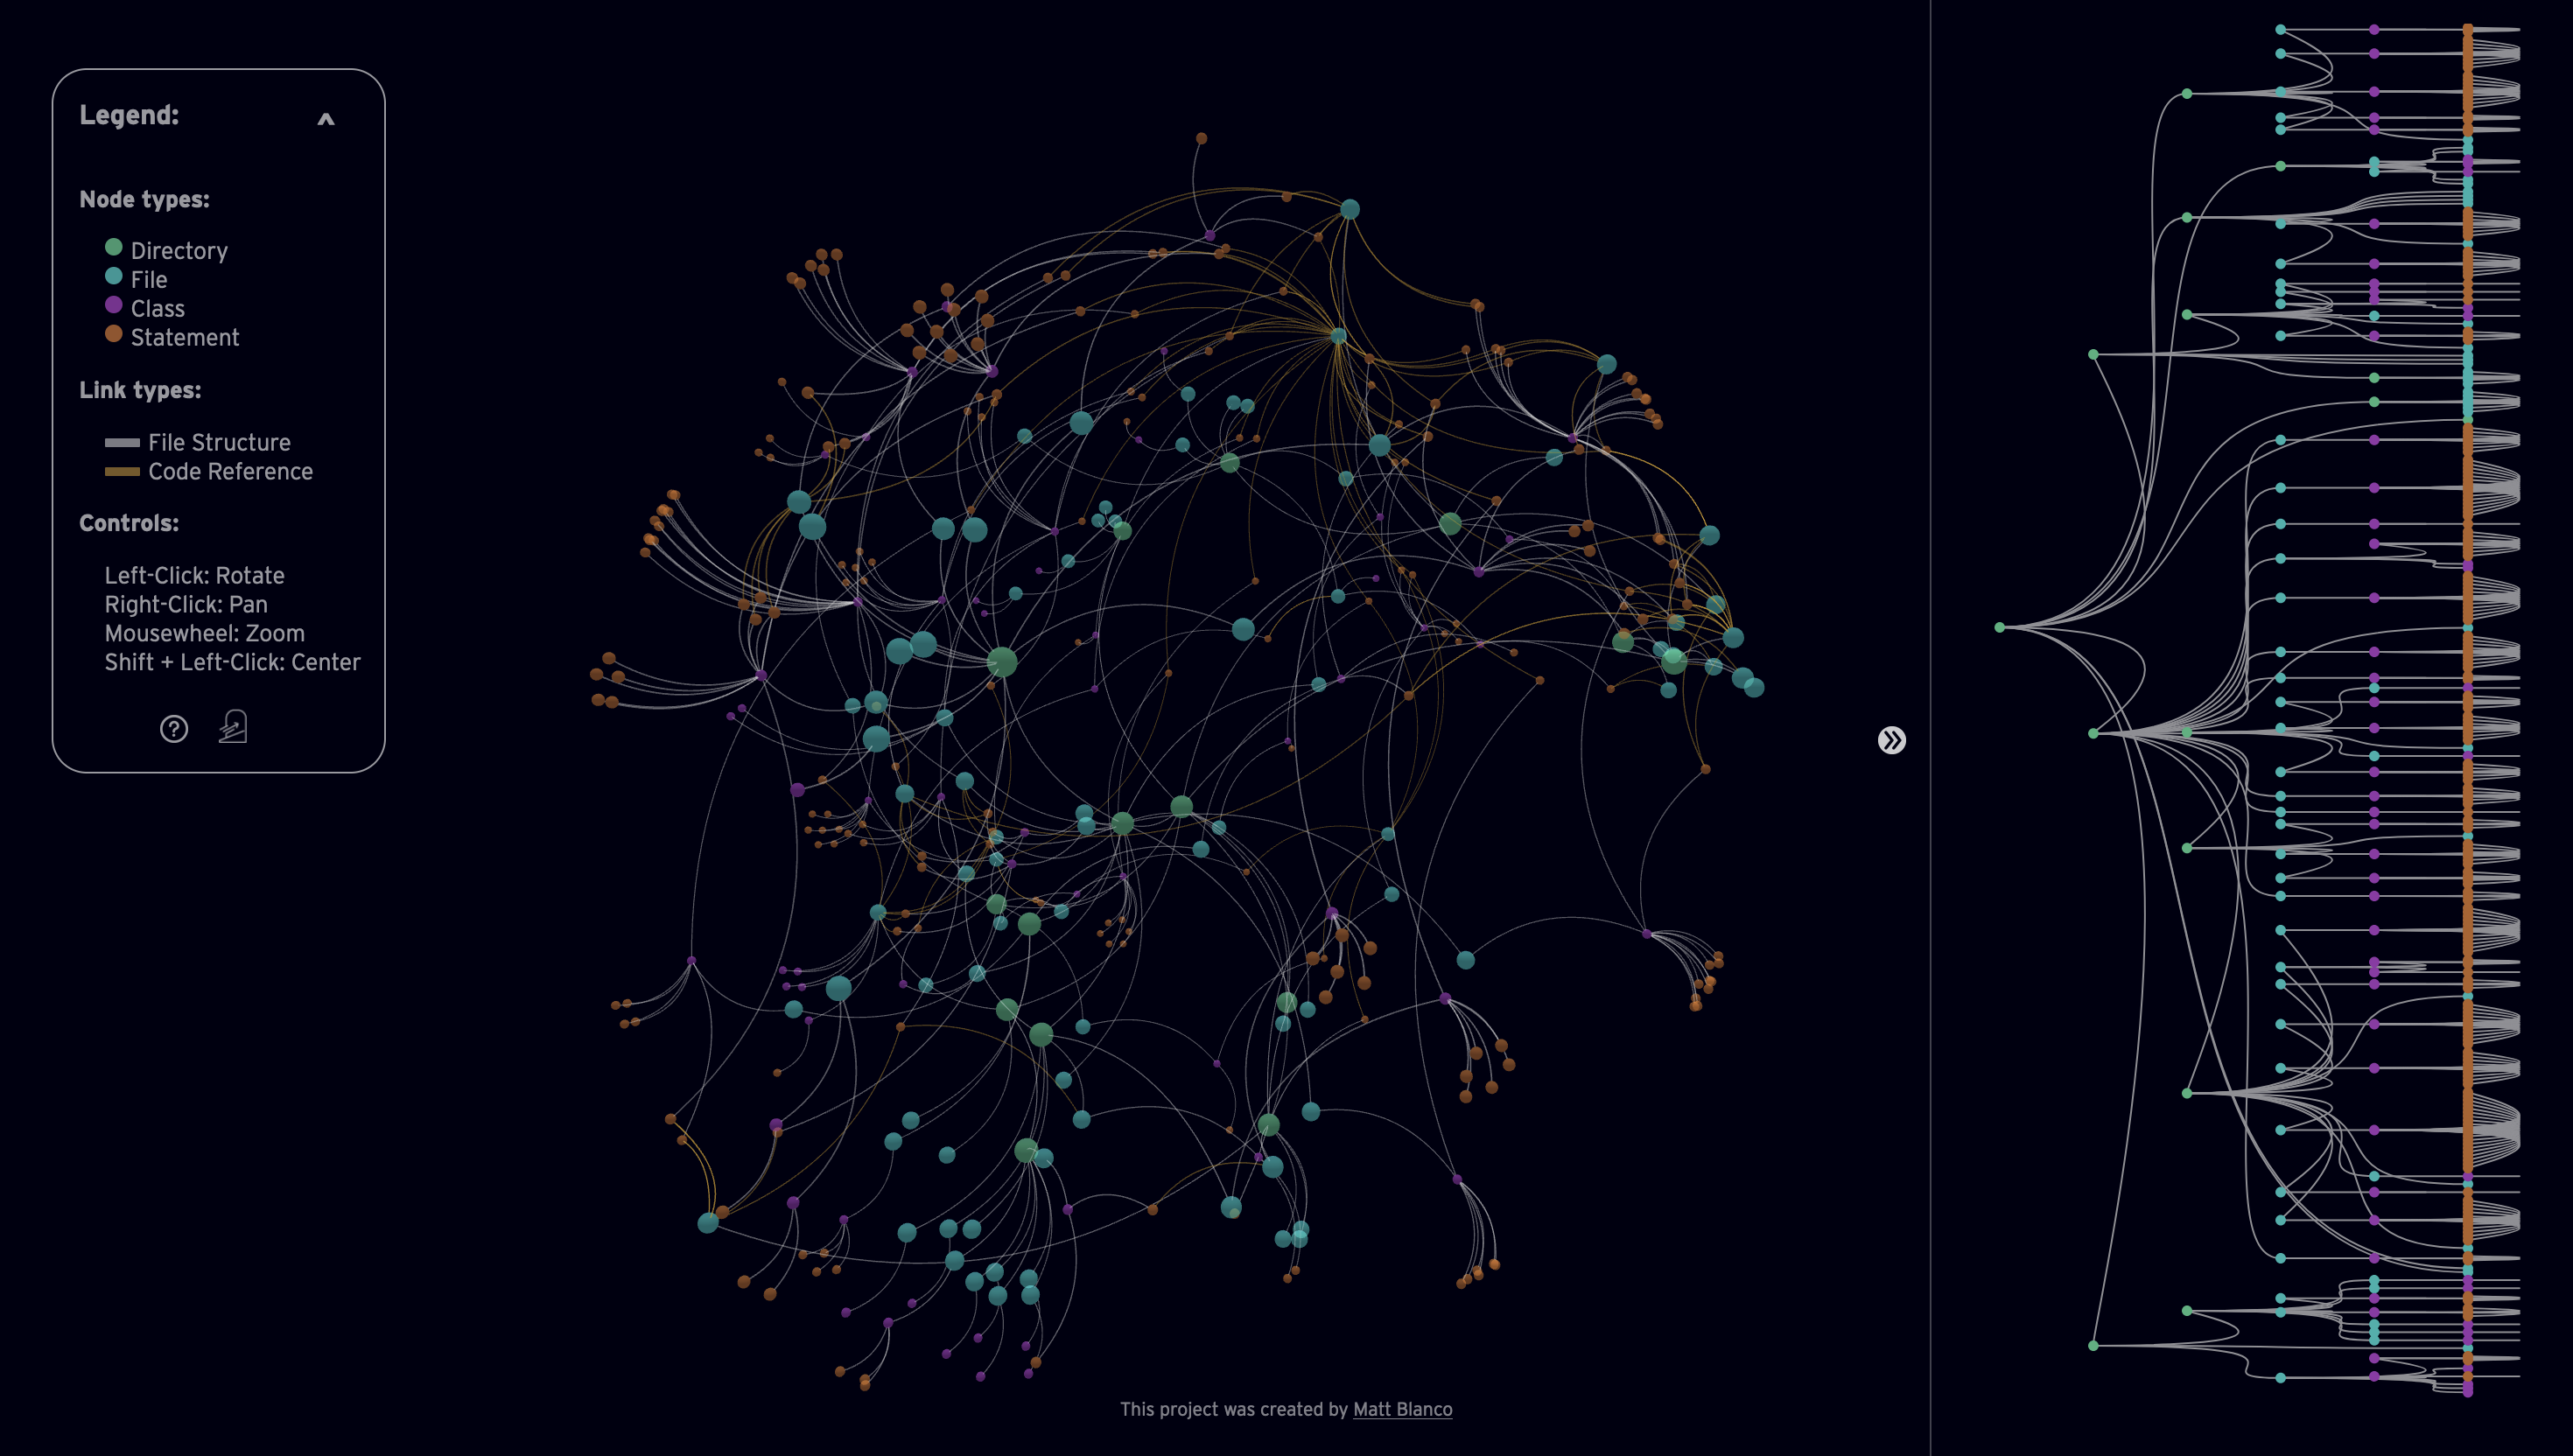 Legend:
Node types:
Directory
File
Class
Statement
Link types:
File Structure
Code Reference
Controls:
Left-Click: Rotate
Right-Click: Pan
Mousewheel: Zoom
Shift + Left-Click: Center
?
This project was created by Matt Blanco